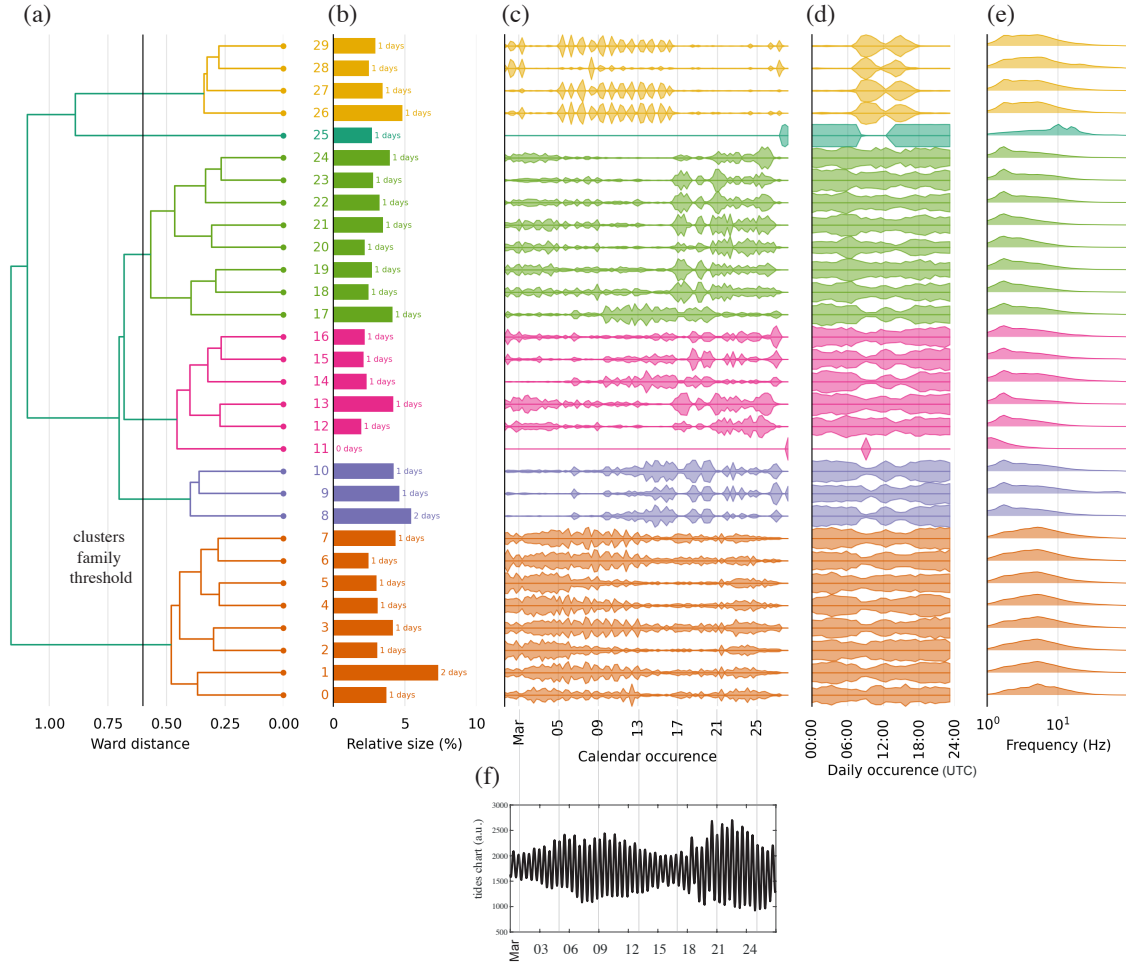 (a) (b) (c) (d) (e)
29 1 days
28 1 days
27 1 days
26 1 days
25 1 days
24 1 days
23 1 days
22 1 days
21 1 days
20 1 days
19 1 days
18 1 days
17 1 days
16 1 days
15 1 days
14 1 days
13 1 days
12 1 days
11 0 days
10 1 days
9 1 days
8 2 days
clusters
family
threshold
7 1 days
6 1 days
5 1 days
4 1 days
3 1 days
2 1 days
1 2 days
0 1 days
1.00 0.75 0.50 0.25 0.00
Ward distance
0 5 10
Relative size (%)
Mar 05 09 13 17 21 25
Calendar occurence
00:00 06:00 12:00 18:00 24:00
Daily occurence (UTC)
10⁰ 10¹
Frequency (Hz)
(f)
tides chart (a.u.)
3000
2500
2000
1500
1000
500
Mar 03 06 09 12 15 18 21 24